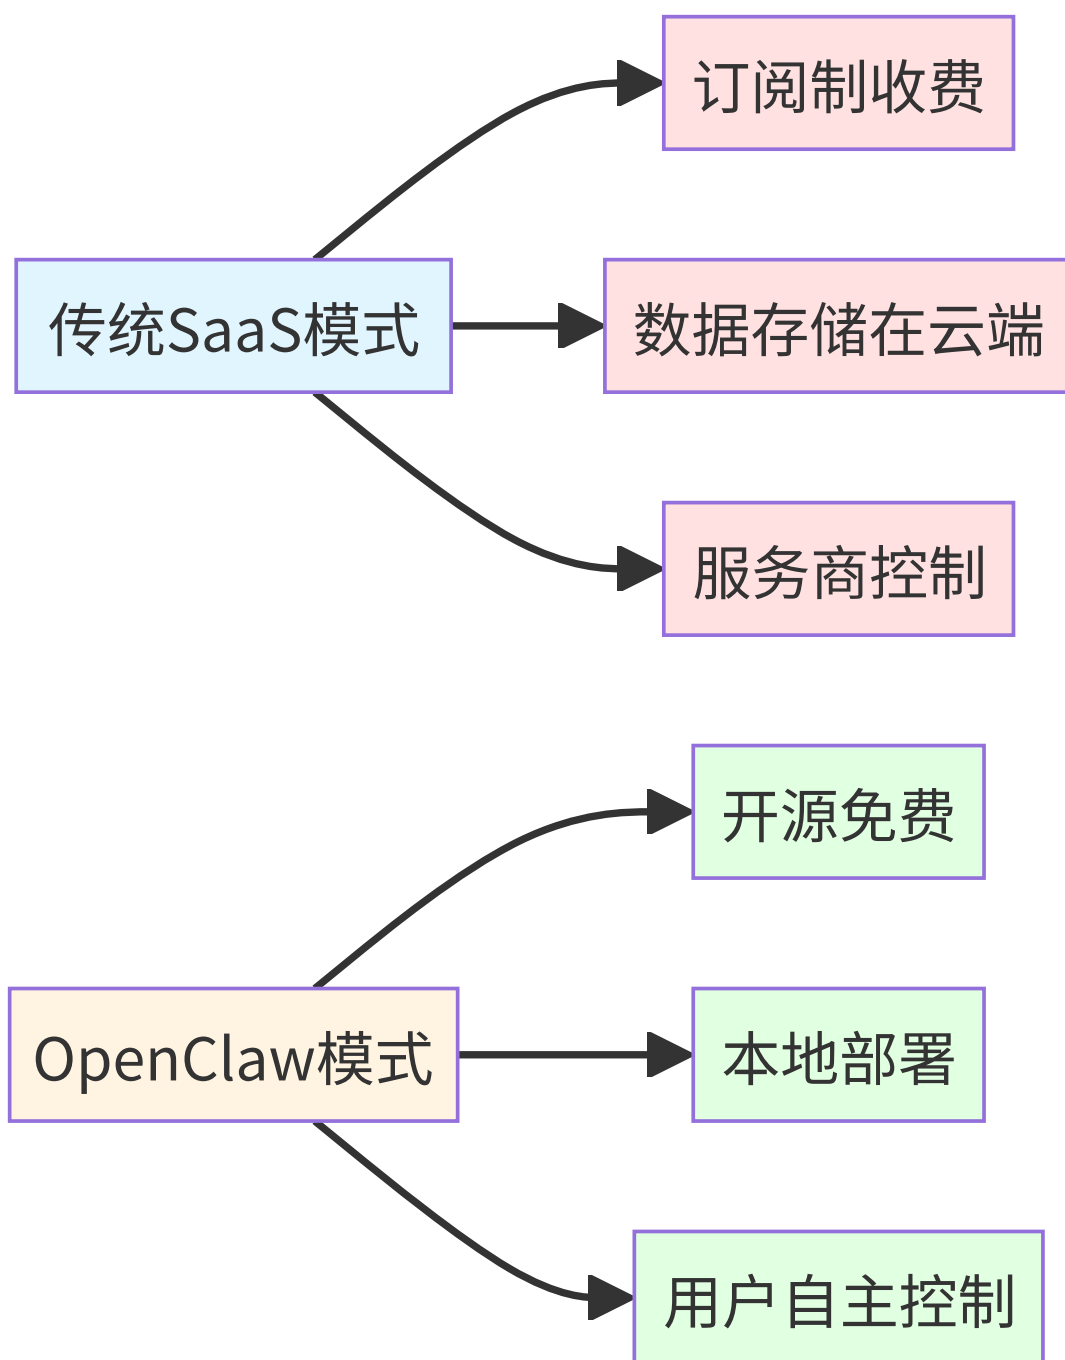 订阅制收费
传统SaaS模式
数据存储在云端
服务商控制
开源免费
OpenClaw模式
本地部署
用户自主控制